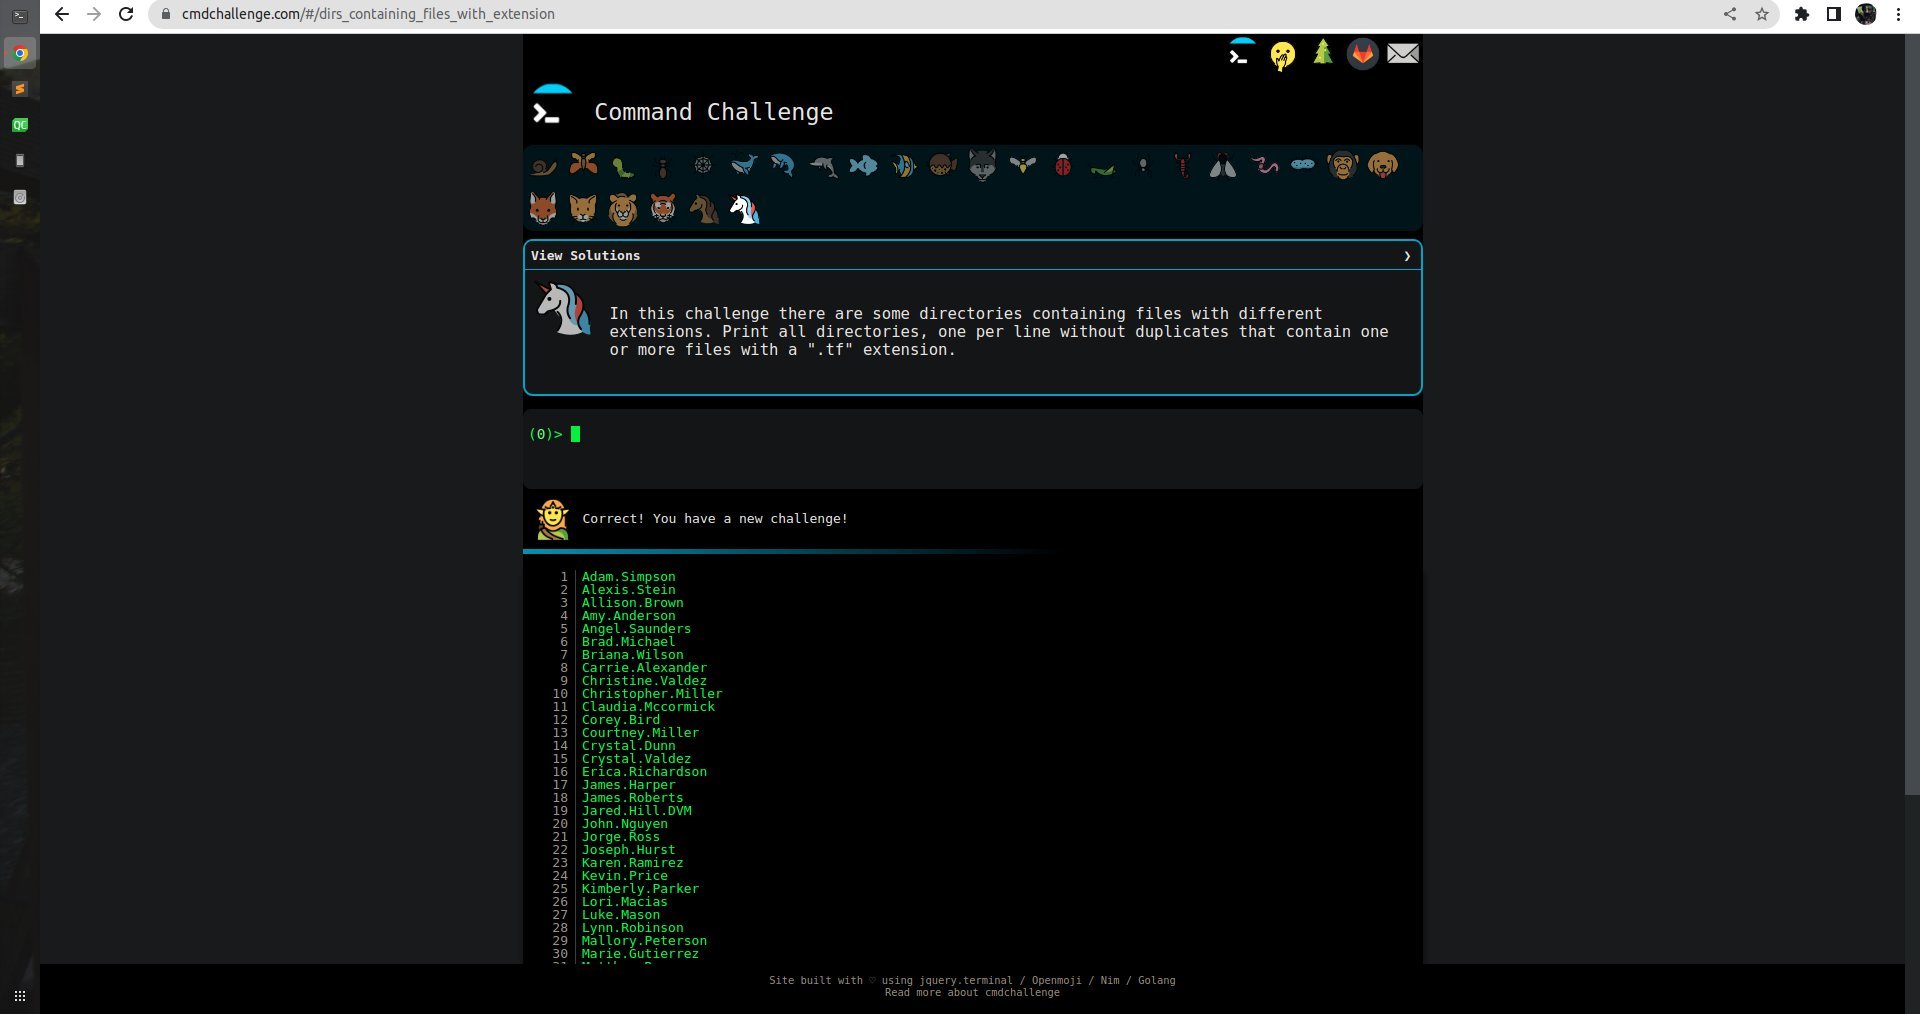 cmdchallenge.com/#/dirs_containing_files_with_extension
QC
Command Challenge
View Solutions ❯
In this challenge there are some directories containing files with different
extensions. Print all directories, one per line without duplicates that contain one
or more files with a ".tf" extension.
(0)>
Correct! You have a new challenge!
1 Adam.Simpson
2 Alexis.Stein
3 Allison.Brown
4 Amy.Anderson
5 Angel.Saunders
6 Brad.Michael
7 Briana.Wilson
8 Carrie.Alexander
9 Christine.Valdez
10 Christopher.Miller
11 Claudia.Mccormick
12 Corey.Bird
13 Courtney.Miller
14 Crystal.Dunn
15 Crystal.Valdez
16 Erica.Richardson
17 James.Harper
18 James.Roberts
19 Jared.Hill.DVM
20 John.Nguyen
21 Jorge.Ross
22 Joseph.Hurst
23 Karen.Ramirez
24 Kevin.Price
25 Kimberly.Parker
26 Lori.Macias
27 Luke.Mason
28 Lynn.Robinson
29 Mallory.Peterson
30 Marie.Gutierrez
Site built with ♡ using jquery.terminal / Openmoji / Nim / Golang
Read more about cmdchallenge